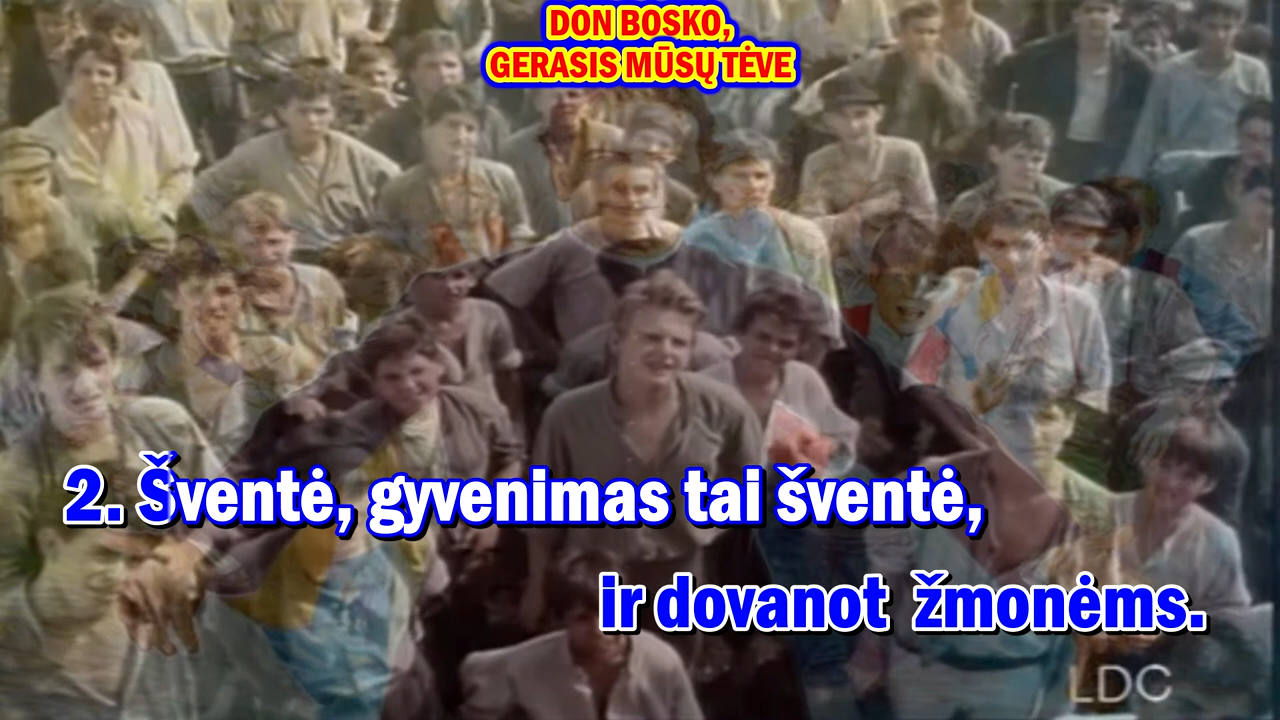 DON BOSKO,
GERASIS MŪSŲ TĖVE
2. Šventė, gyvenimas tai šventė,
ir dovanot žmonėms.
LDC